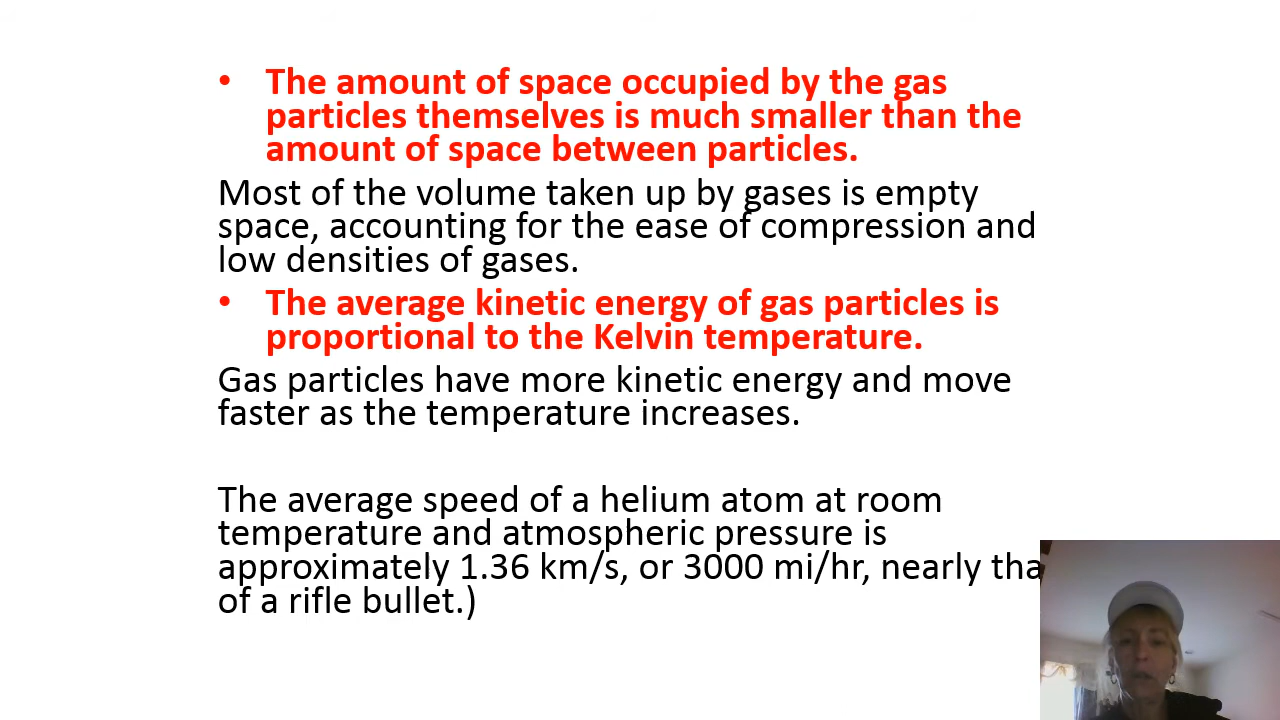 • The amount of space occupied by the gas
particles themselves is much smaller than the
amount of space between particles.
Most of the volume taken up by gases is empty
space, accounting for the ease of compression and
low densities of gases.
• The average kinetic energy of gas particles is
proportional to the Kelvin temperature.
Gas particles have more kinetic energy and move
faster as the temperature increases.
The average speed of a helium atom at room
temperature and atmospheric pressure is
approximately 1.36 km/s, or 3000 mi/hr, nearly tha
of a rifle bullet.)